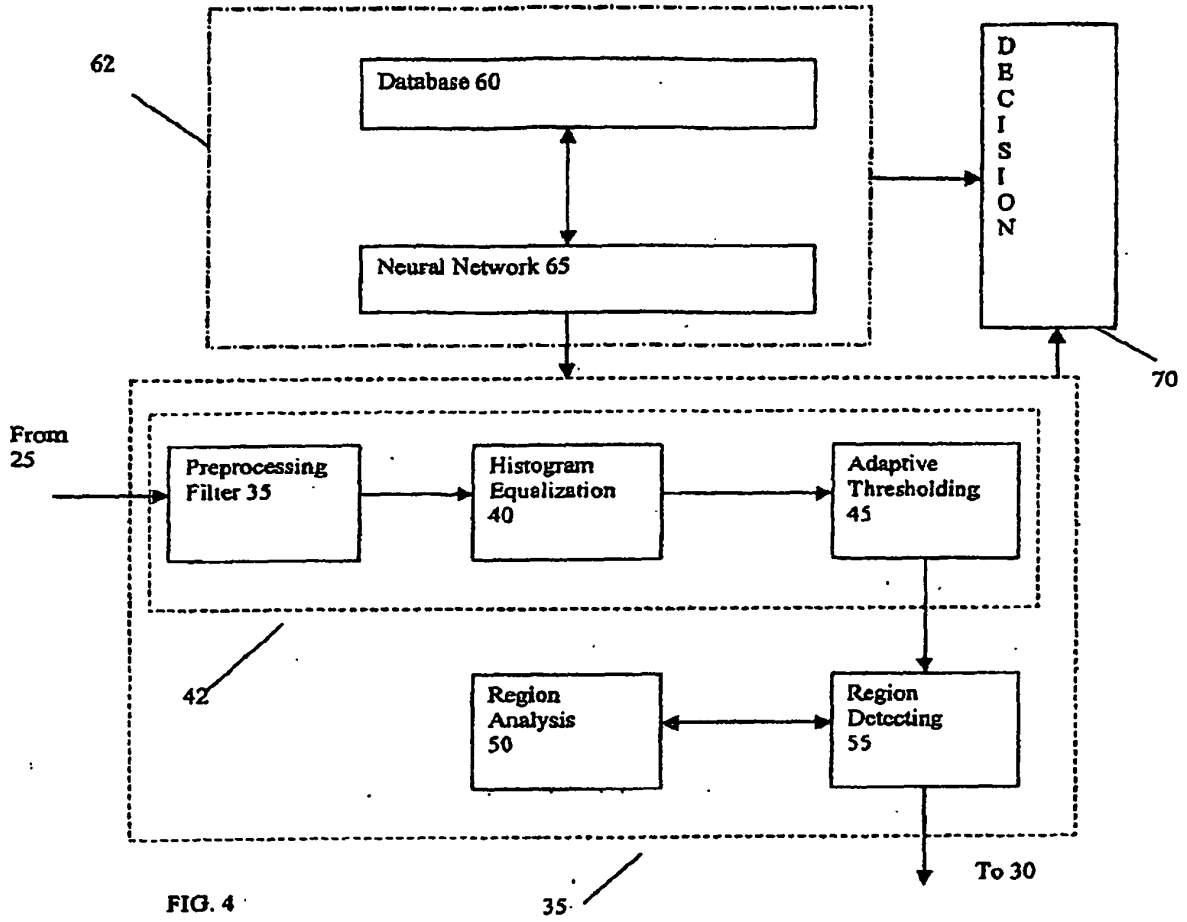 62
Database 60
Neural Network 65
DECISION
70
From
25
Preprocessing
Filter 35
Histogram
Equalization
40
Adaptive
Thresholding
45
42
Region
Analysis
50
Region
Detecting
55
To 30
FIG. 4
35